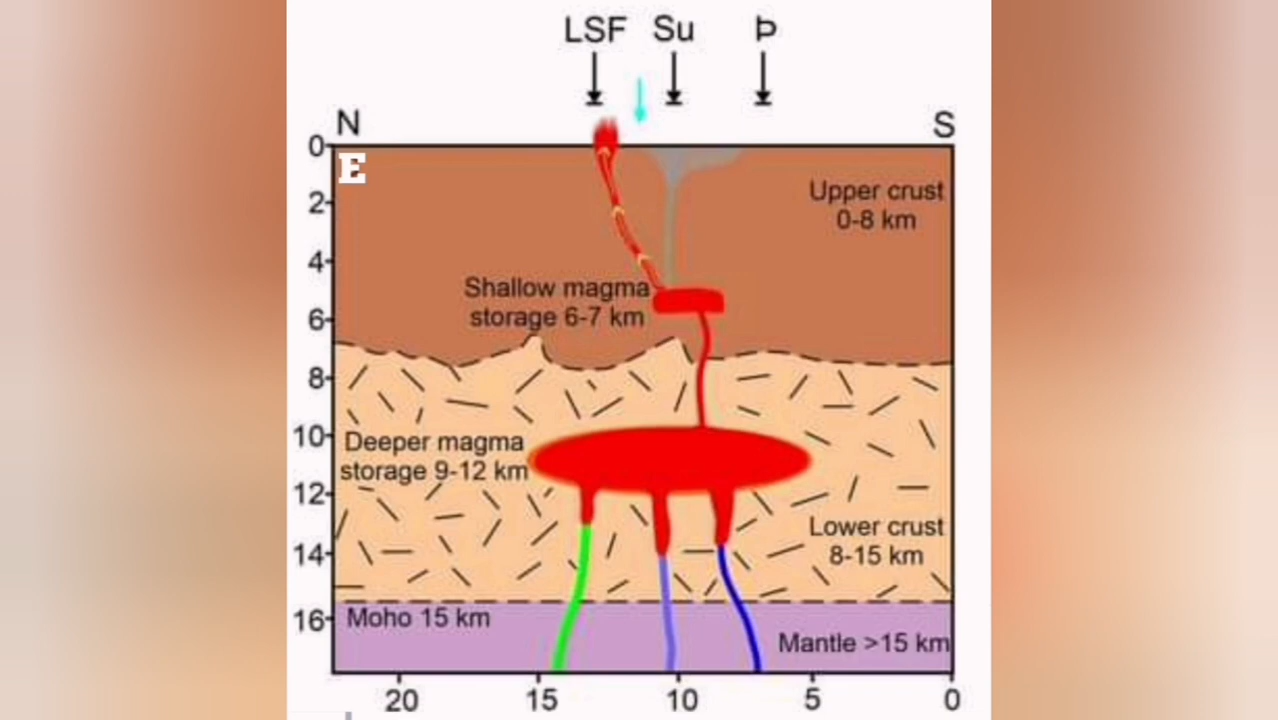 LSF Su Þ
N S
0
E
Upper crust
0-8 km
2
4
Shallow magma
storage 6-7 km
6
8
10
Deeper magma
storage 9-12 km
12
Lower crust
8-15 km
14
16
Moho 15 km
Mantle >15 km
20 15 10 5 0